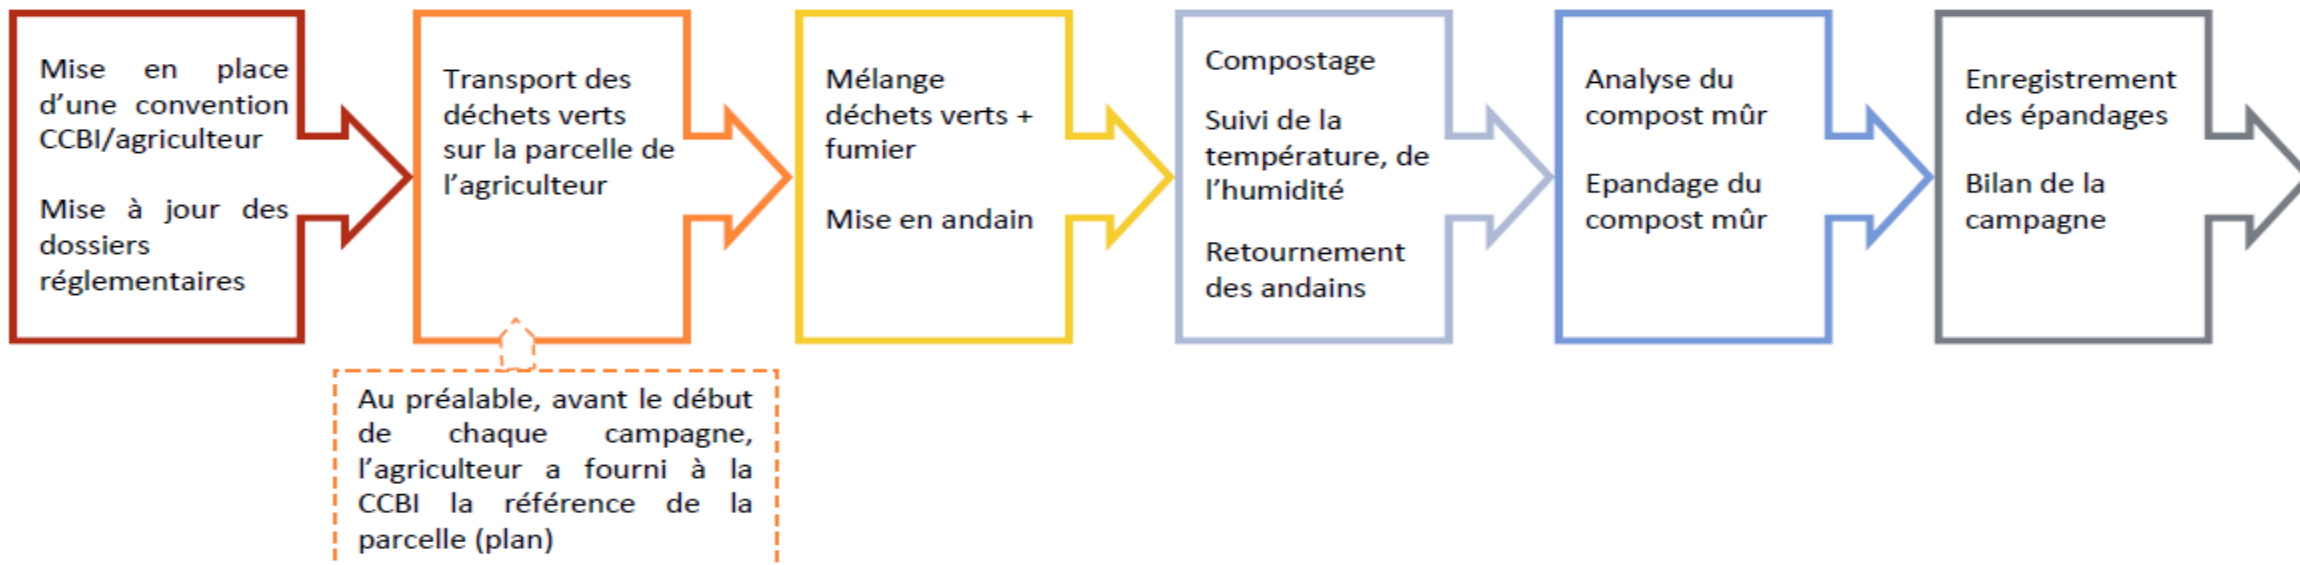 Mise en place
d’une convention
CCBI/agriculteur
Mise à jour des
dossiers
réglementaires
Transport des
déchets verts
sur la parcelle de
l’agriculteur
Au préalable, avant le début
de chaque campagne,
l’agriculteur a fourni à la
CCBI la référence de la
parcelle (plan)
Mélange
déchets verts +
fumier
Mise en andain
Compostage
Suivi de la
température, de
l’humidité
Retournement
des andains
Analyse du
compost mûr
Epandage du
compost mûr
Enregistrement
des épandages
Bilan de la
campagne